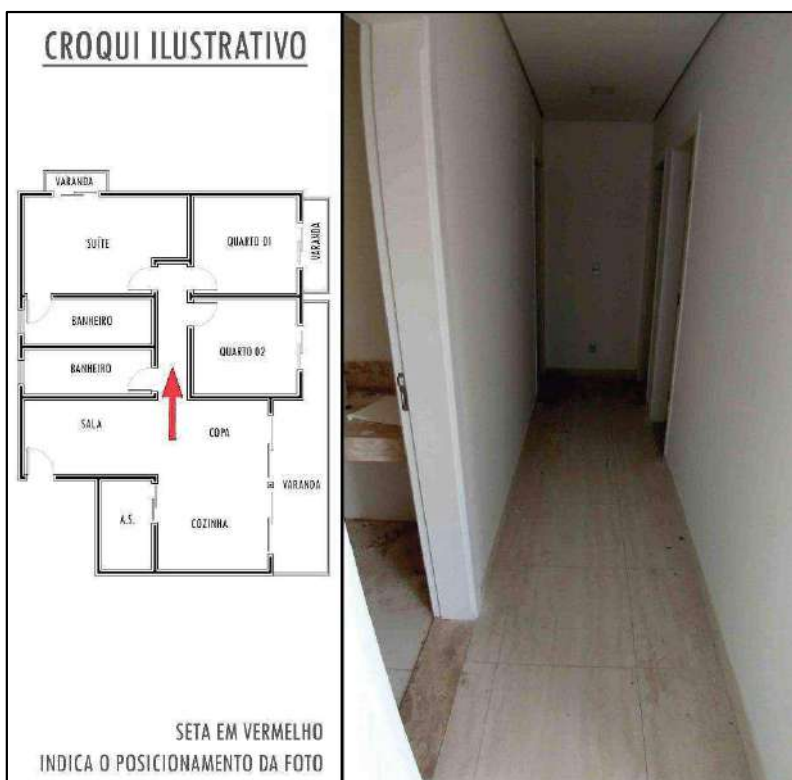 CROQUI ILUSTRATIVO
VARANDA
SUÍTE
QUARTO 01
VARANDA
BANHEIRO
BANHEIRO
QUARTO 02
SALA
COPA
VARANDA
A.S.
COZINHA
SETA EM VERMELHO
INDICA O POSICIONAMENTO DA FOTO